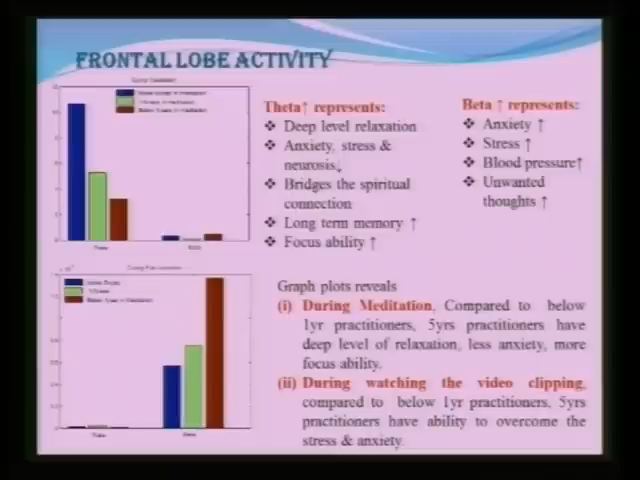 FRONTAL LOBE ACTIVITY
Theta↑ represents:
❖ Deep level relaxation
❖ Anxiety, stress &
neurosis↓
❖ Bridges the spiritual
connection
❖ Long term memory ↑
❖ Focus ability ↑
Beta ↑ represents:
❖ Anxiety ↑
❖ Stress ↑
❖ Blood pressure↑
❖ Unwanted
thoughts ↑
Graph plots reveals
(i) During Meditation, Compared to below
1yr practitioners, 5yrs practitioners have
deep level of relaxation, less anxiety, more
focus ability.
(ii) During watching the video clipping,
compared to below 1yr practitioners, 5yrs
practitioners have ability to overcome the
stress & anxiety.